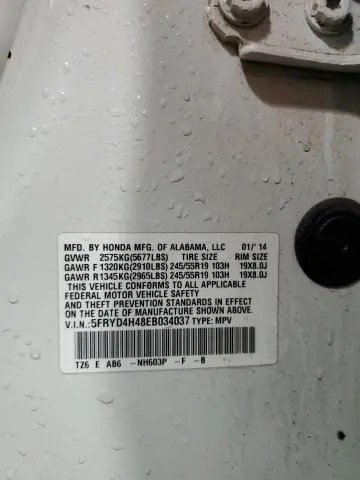 MFD. BY HONDA MFG. OF ALABAMA, LLC 01/'14
GVWR 2575KG(5677LBS) TIRE SIZE RIM SIZE
GAWR F 1320KG(2910LBS) 245/55R19 103H 19X8.0J
GAWR R 1345KG(2965LBS) 245/55R19 103H 19X8.0J
THIS VEHICLE CONFORMS TO ALL APPLICABLE
FEDERAL MOTOR VEHICLE SAFETY
AND THEFT PREVENTION STANDARDS IN EFFECT
ON THE DATE OF MANUFACTURE SHOWN ABOVE.
V.I.N.: 5FRYD4H48EB034037 TYPE: MPV
TZ6 E AB6 -NH603P -F -B